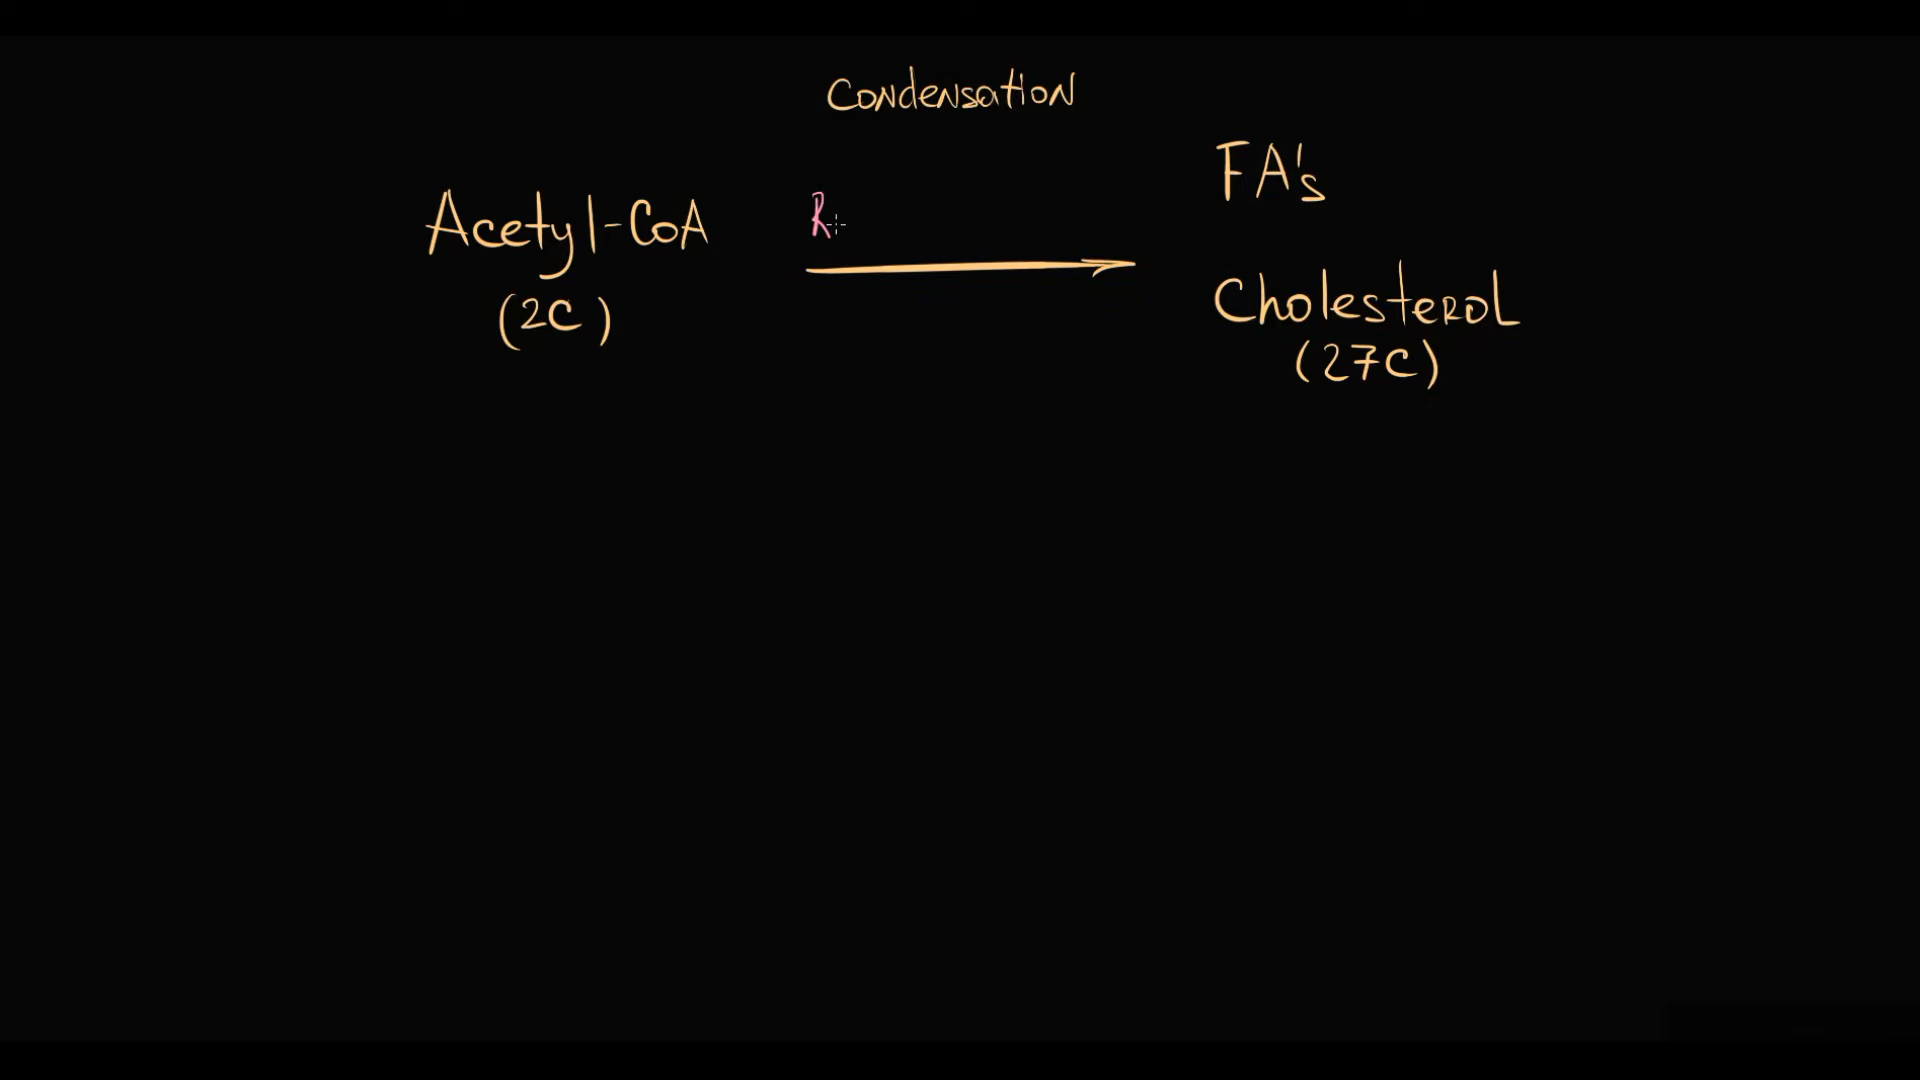 Condensation
FA's
Acetyl-CoA
R
(2C)
Cholesterol
(27C)